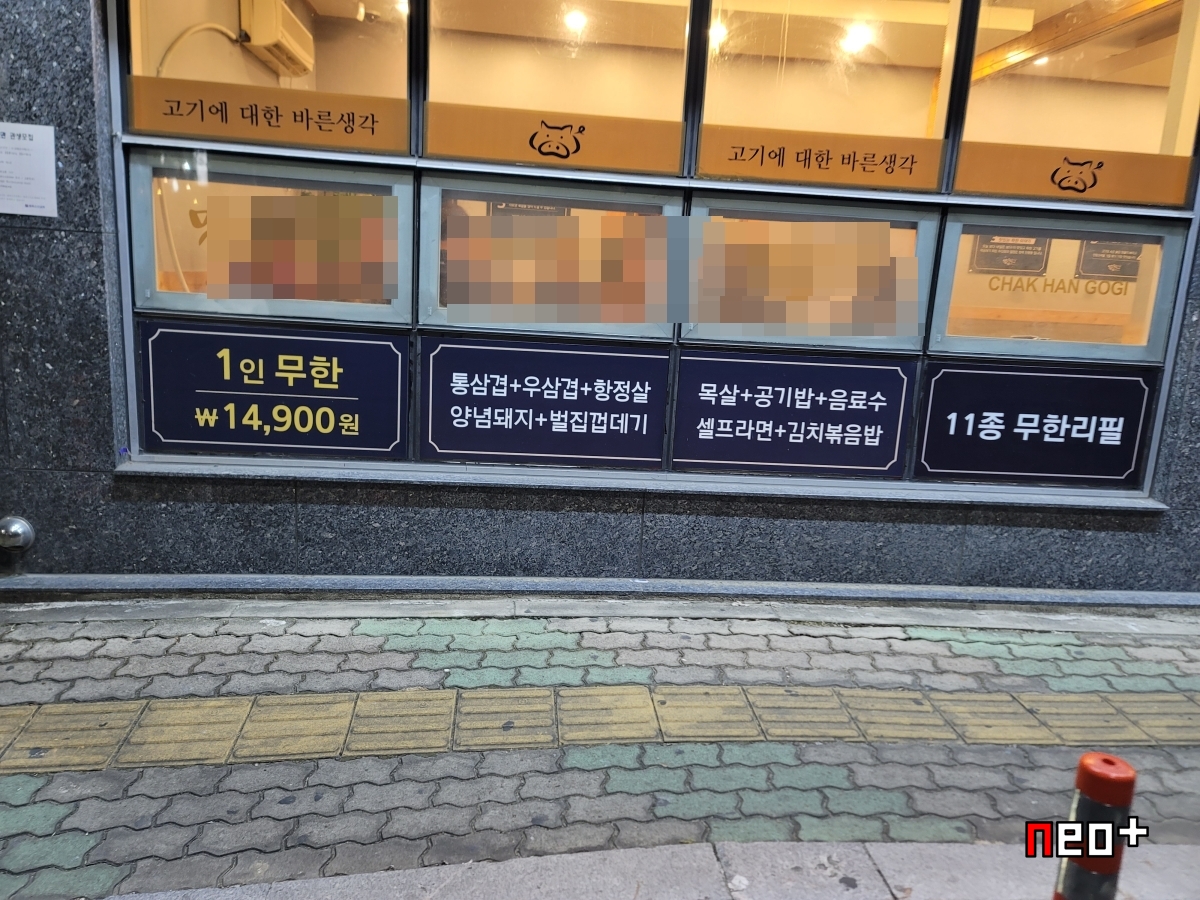 고기에 대한 바른생각
고기에 대한 바른생각
CHAK HAN GOGI
1인 무한
₩14,900원
통삼겹+우삼겹+항정살
양념돼지+벌집껍데기
목살+공기밥+음료수
셀프라면+김치볶음밥
11종 무한리필
neo+